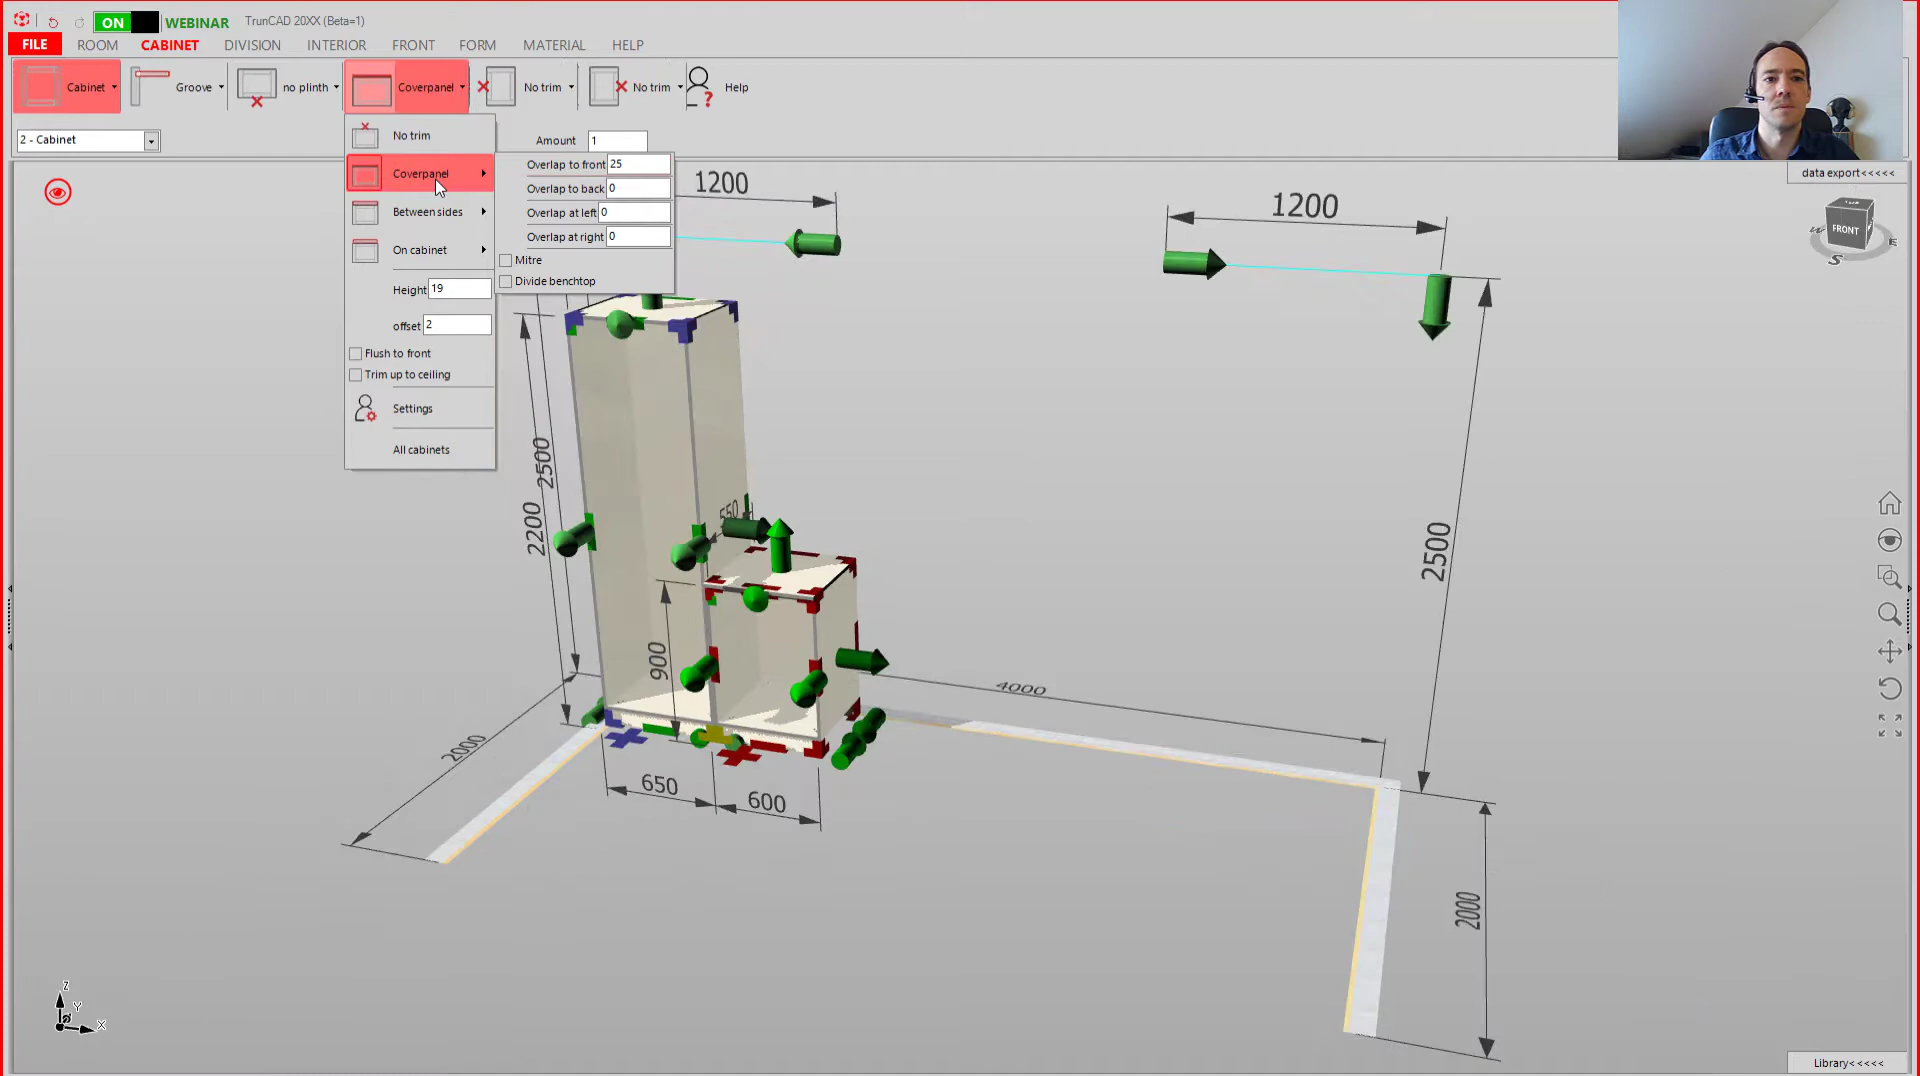 ON WEBINAR TrunCAD 20XX (Beta=1)
FILE ROOM CABINET DIVISION INTERIOR FRONT FORM MATERIAL HELP
Cabinet Groove no plinth Coverpanel No trim No trim Help
2 - Cabinet
No trim
Coverpanel
Between sides
On cabinet
Height 19
offset 2
Flush to front
Trim up to ceiling
Settings
All cabinets
Amount 1
Overlap to front 25
Overlap to back 0
Overlap at left 0
Overlap at right 0
Mitre
Divide benchtop
data export<<<<<
1200
1200
FRONT
W
E
S
2500
2200
550
2500
900
4000
2000
650
600
2000
Z
Y
X
Library<<<<<